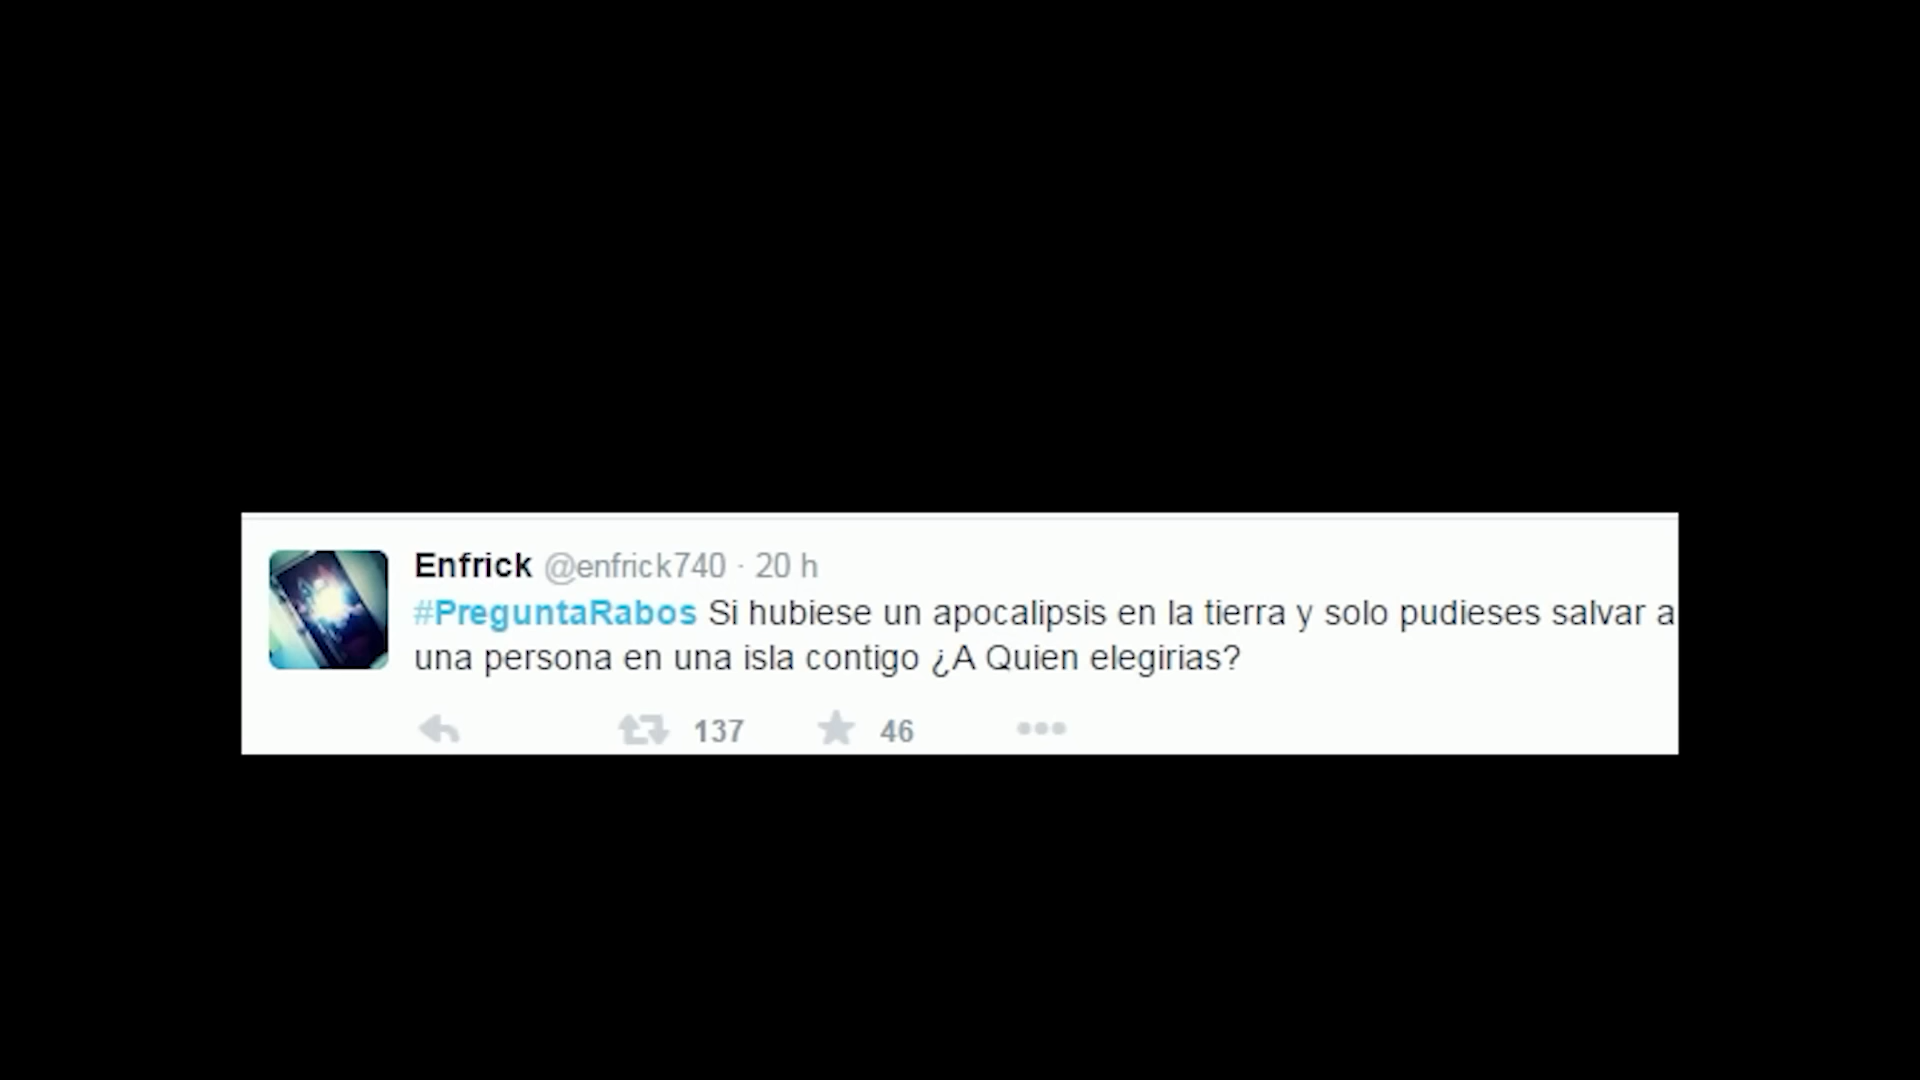 Enfrick @enfrick740 · 20 h
#PreguntaRabos Si hubiese un apocalipsis en la tierra y solo pudieses salvar a
una persona en una isla contigo ¿A Quien elegirias?
137 46